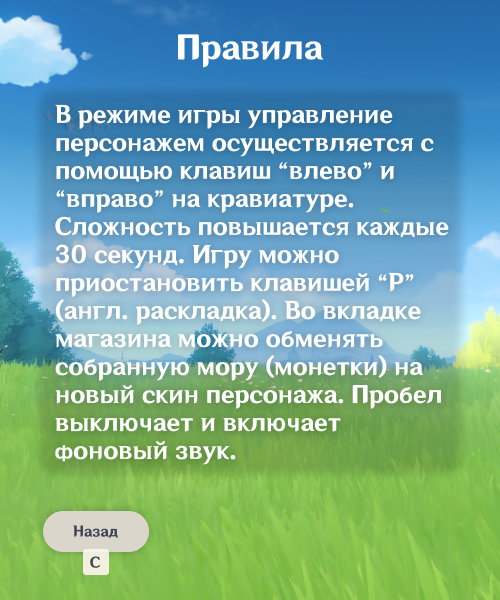 Правила
В режиме игры управление
персонажем осуществляется с
помощью клавиш “влево” и
“вправо” на кравиатуре.
Сложность повышается каждые
30 секунд. Игру можно
приостановить клавишей “P”
(англ. раскладка). Во вкладке
магазина можно обменять
собранную мору (монетки) на
новый скин персонажа. Пробел
выключает и включает
фоновый звук.
Назад
C